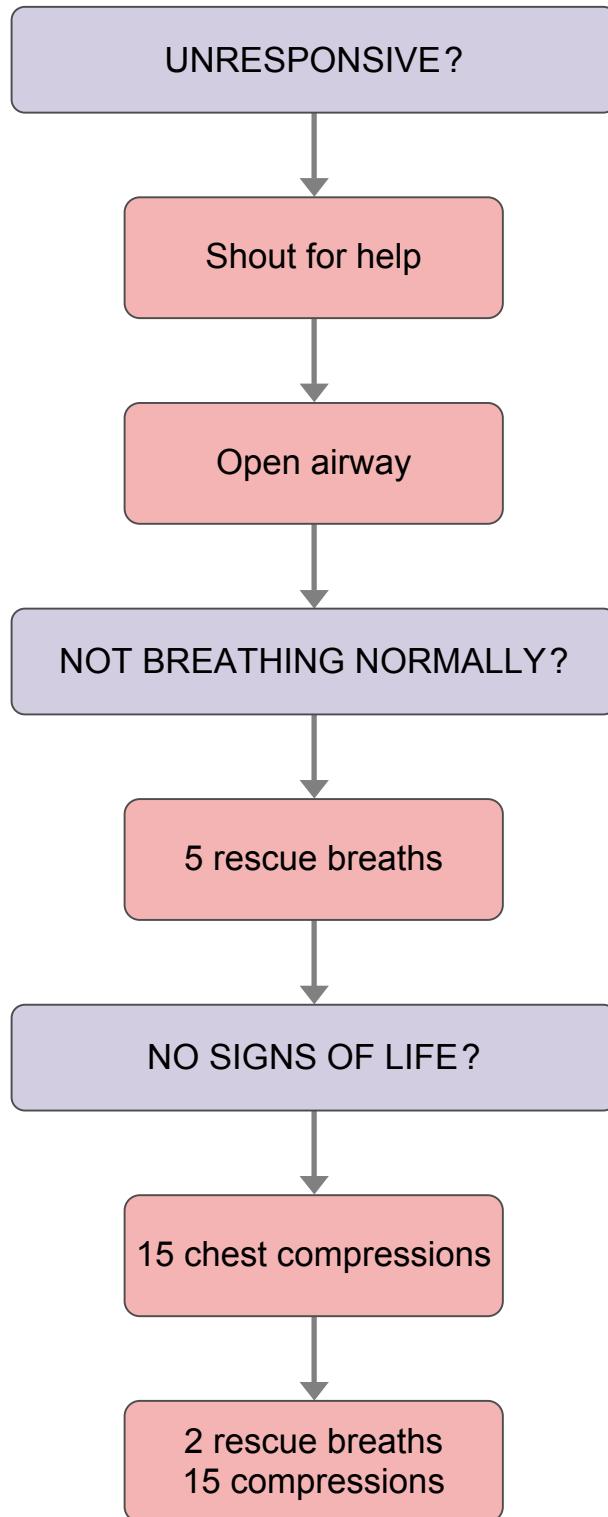 UNRESPONSIVE?
Shout for help
Open airway
NOT BREATHING NORMALLY?
5 rescue breaths
NO SIGNS OF LIFE?
15 chest compressions
2 rescue breaths
15 compressions